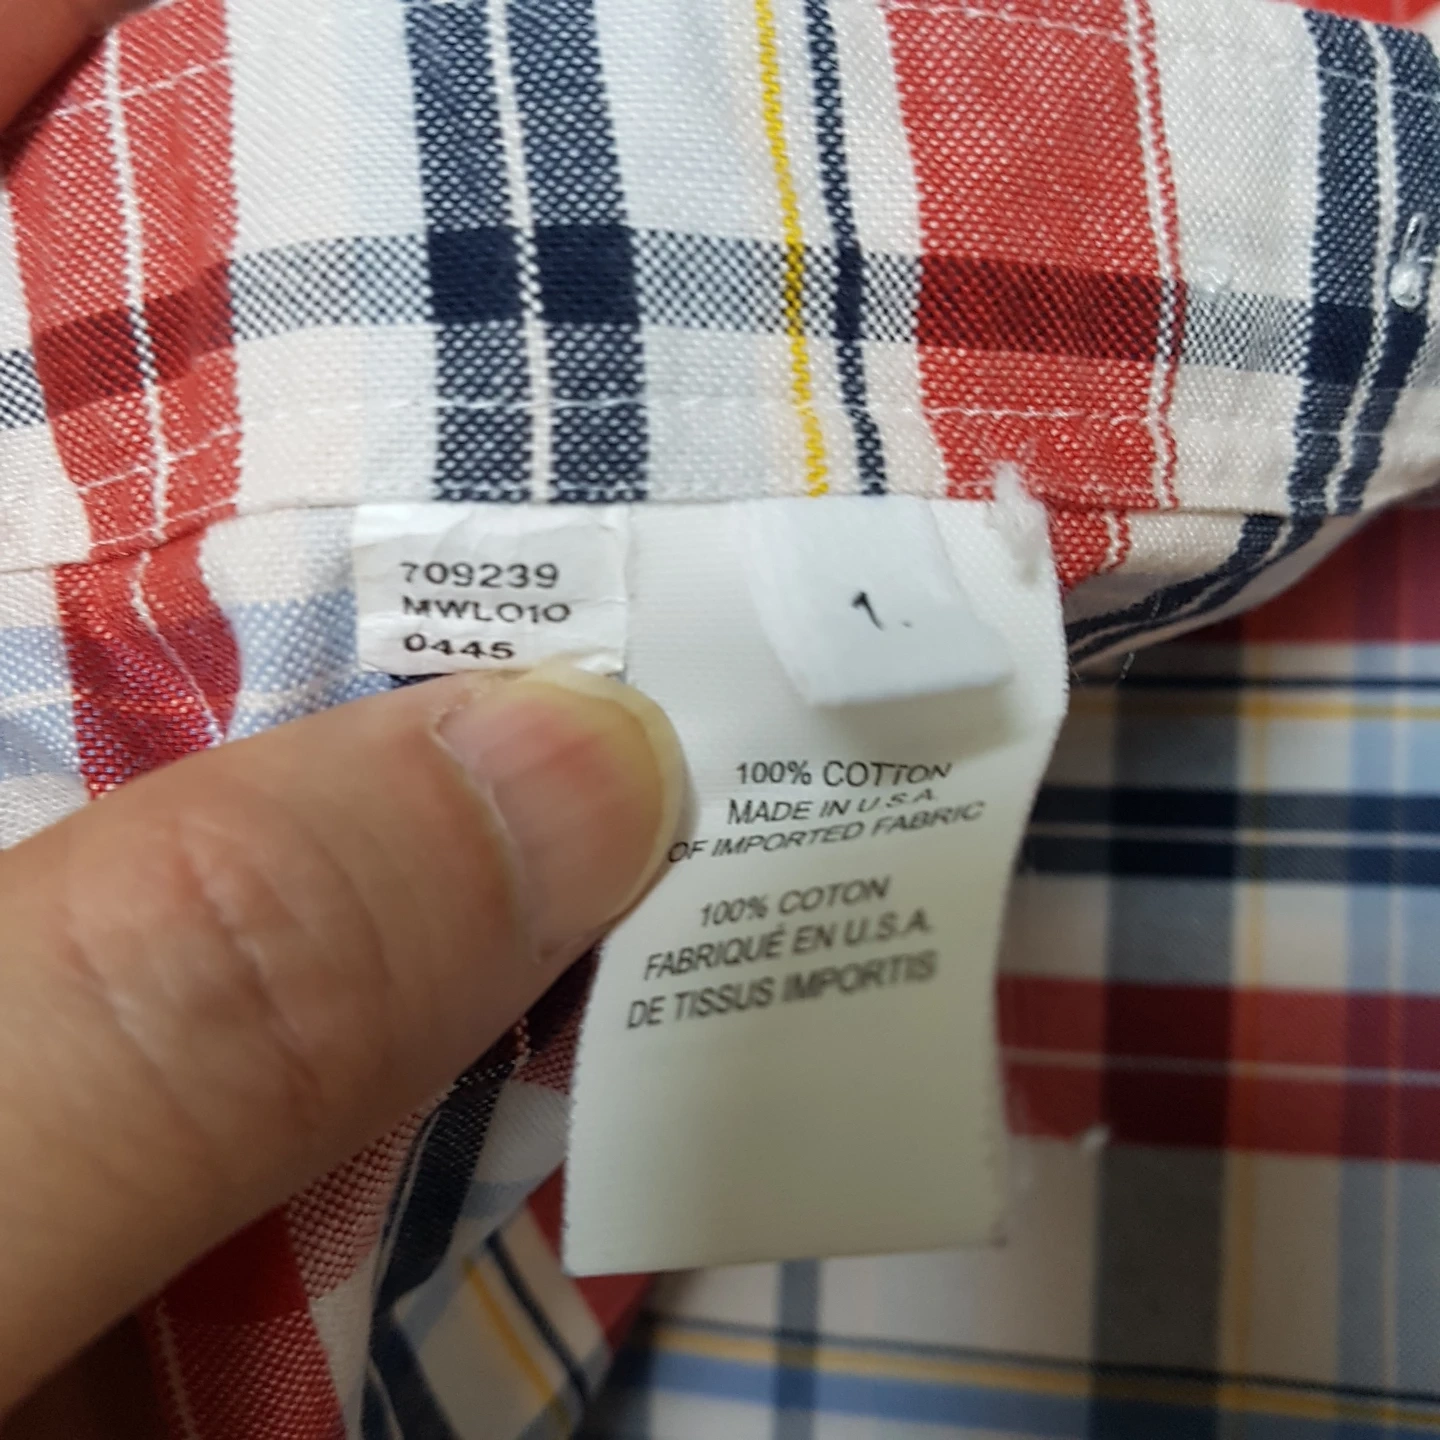 709239
MWL010
0445
1.
100% COTTON
MADE IN U.S.A.
OF IMPORTED FABRIC
100% COTON
FABRIQUÉ EN U.S.A.
DE TISSUS IMPORTIS